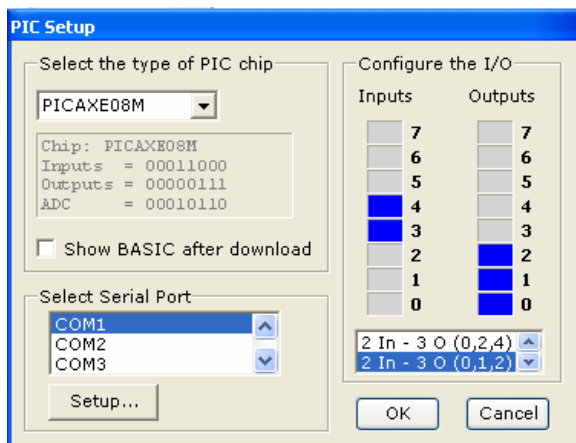 PIC Setup
Select the type of PIC chip
PICAXE08M
Chip: PICAXE08M
Inputs = 00011000
Outputs = 00000111
ADC = 00010110
Show BASIC after download
Select Serial Port
COM1
COM2
COM3
Setup...
Configure the I/O
Inputs Outputs
7 7
6 6
5 5
4 4
3 3
2 2
1 1
0 0
2 In - 3 O (0,2,4)
2 In - 3 O (0,1,2)
OK Cancel